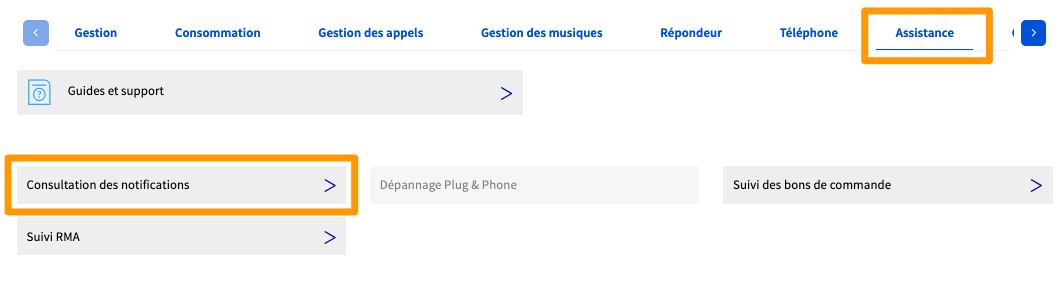 Gestion
Consommation
Gestion des appels
Gestion des musiques
Répondeur
Téléphone
Assistance
Guides et support
Consultation des notifications
Dépannage Plug & Phone
Suivi des bons de commande
Suivi RMA